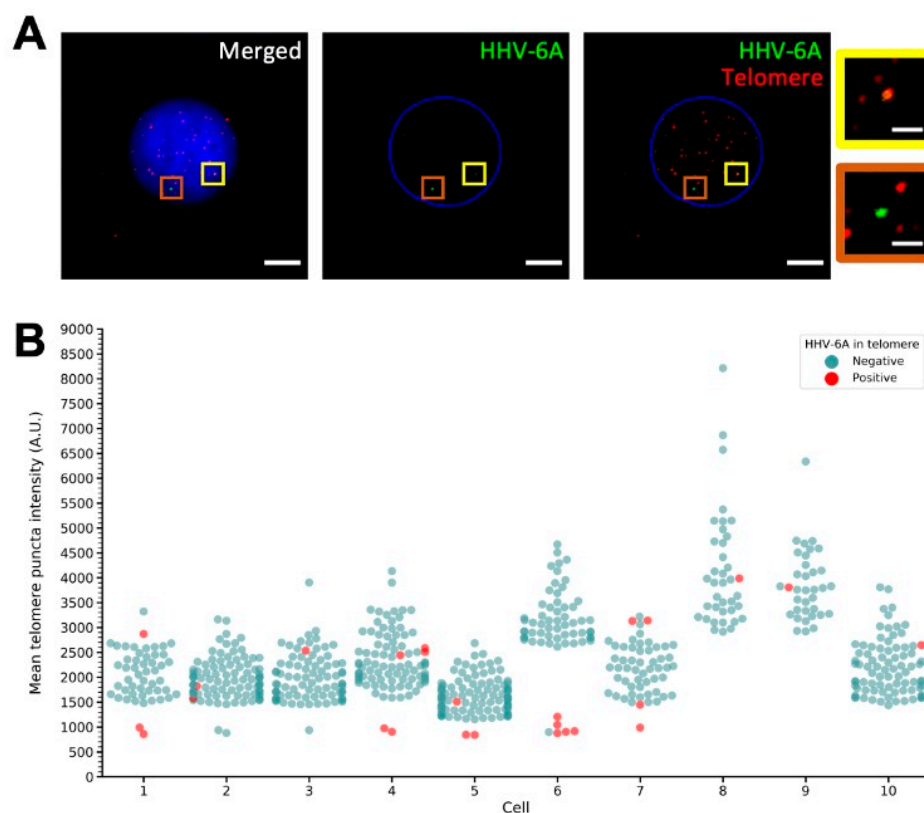 A
Merged
HHV-6A
HHV-6A
Telomere
B
Mean telomere puncta intensity (A.U.)
9000
8500
8000
7500
7000
6500
6000
5500
5000
4500
4000
3500
3000
2500
2000
1500
1000
500
0
HHV-6A in telomere
Negative
Positive
1 2 3 4 5 6 7 8 9 10
Cell